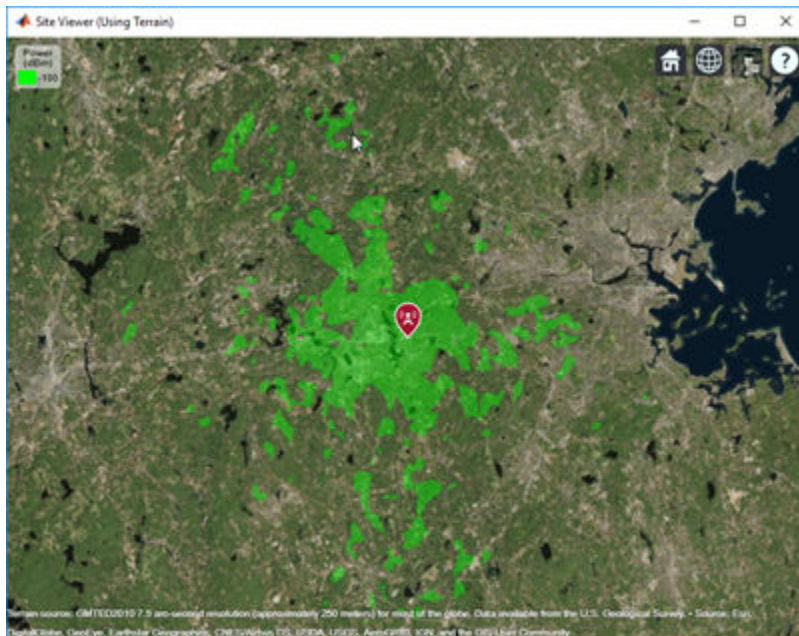 Site Viewer (Using Terrain)
Power
(dBm)
-100
?
Terrain source: GMTED2010 7.5 arc-second resolution (approximately 250 meters) for most of the globe. Data available from the U.S. Geological Survey. • Source: Esri,
DigitalGlobe, GeoEye, Earthstar Geographics, CNES/Airbus DS, USDA, USGS, AeroGRID, IGN, and the GIS User Community